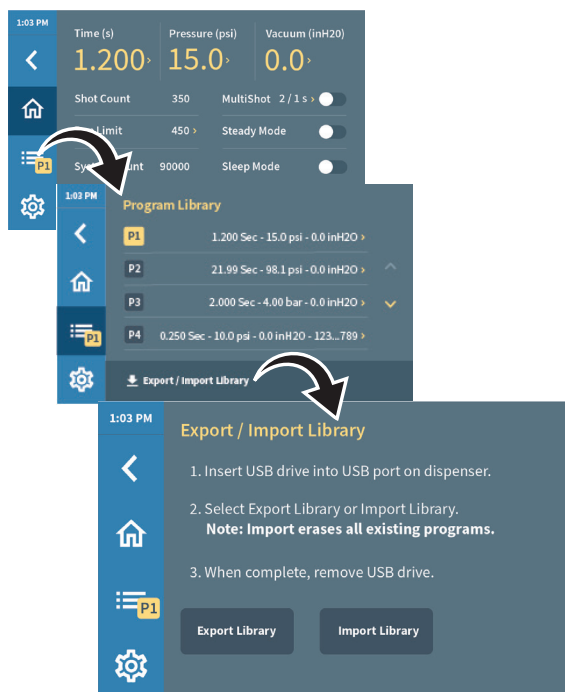 1:03 PM
Time (s) Pressure (psi) Vacuum (inH20)
1.200› 15.0› 0.0›
Shot Count 350 MultiShot 2 / 1 s ›
Limit 450 › Steady Mode
90000 Sleep Mode
P1
1:03 PM
Program Library
P1 1.200 Sec - 15.0 psi - 0.0 inH2O ›
P2 21.99 Sec - 98.1 psi - 0.0 inH2O ›
P3 2.000 Sec - 4.00 bar - 0.0 inH2O ›
P4 0.250 Sec - 10.0 psi - 0.0 inH2O - 123...789 ›
P1
Export / Import Library
1:03 PM
Export / Import Library
1. Insert USB drive into USB port on dispenser.
2. Select Export Library or Import Library.
Note: Import erases all existing programs.
3. When complete, remove USB drive.
P1
Export Library Import Library